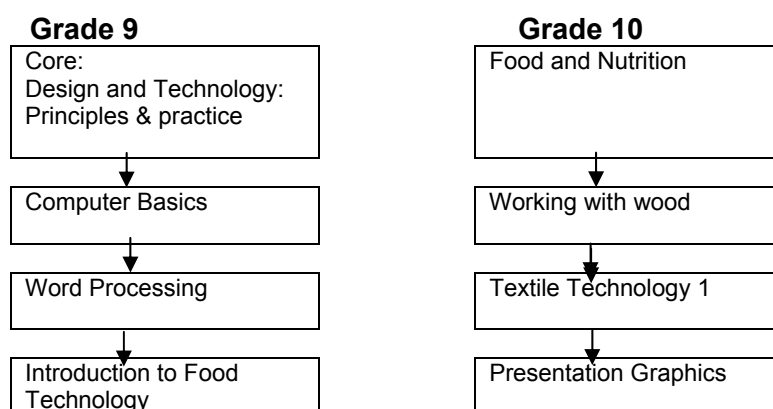 Grade 9
Core:
Design and Technology:
Principles & practice
Computer Basics
Word Processing
Introduction to Food
Technology
Grade 10
Food and Nutrition
Working with wood
Textile Technology 1
Presentation Graphics